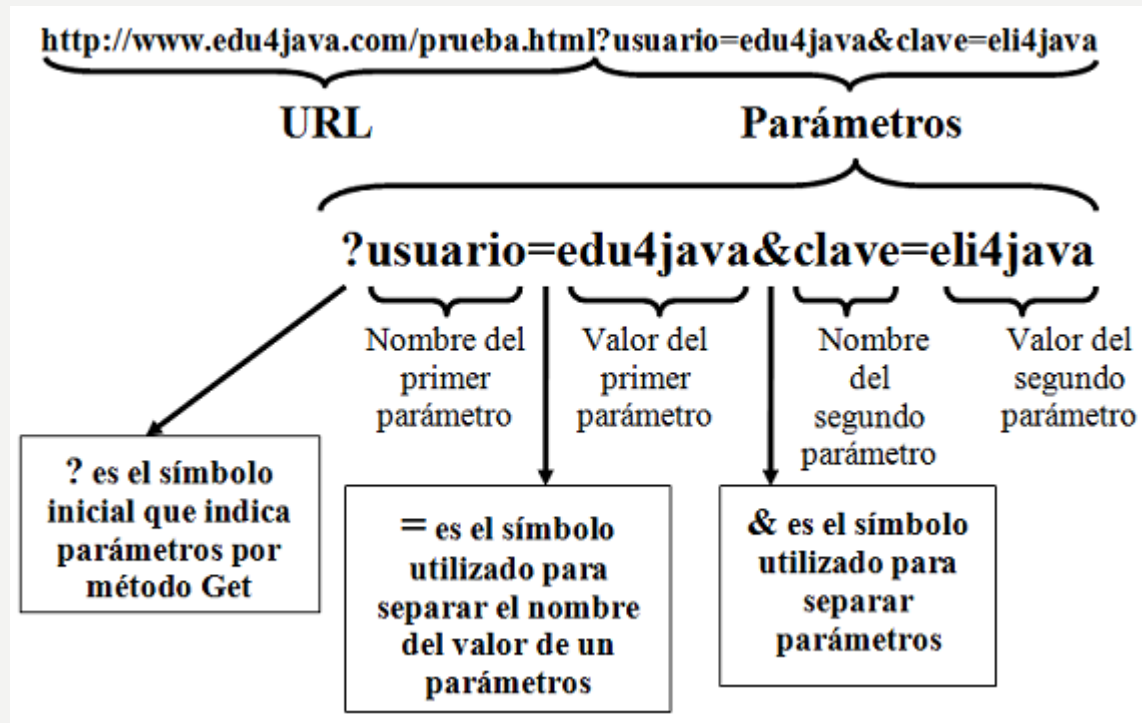 http://www.edu4java.com/prueba.html?usuario=edu4java&clave=eli4java
URL
Parámetros
?usuario=edu4java&clave=eli4java
Nombre del
primer
parámetro
Valor del
primer
parámetro
Nombre
del
segundo
parámetro
Valor del
segundo
parámetro
? es el símbolo
inicial que indica
parámetros por
método Get
= es el símbolo
utilizado para
separar el nombre
del valor de un
parámetros
& es el símbolo
utilizado para
separar
parámetros